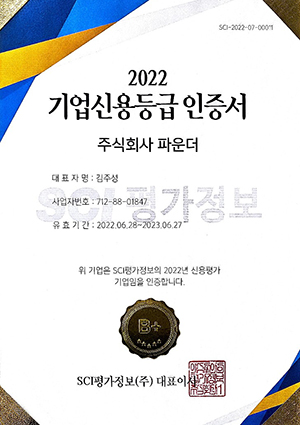 SCI-2022-07-00011
2022
기업신용등급 인증서
주식회사 파운더
대 표 자 명 : 김주성
사업자번호 : 712-88-01847
SCI 평가정보
유 효 기 간 : 2022.06.28~2023.06.27
위 기업은 SCI평가정보의 2022년 신용평가
기업임을 인증합니다.
B+
SCI평가정보(주) 대표이사